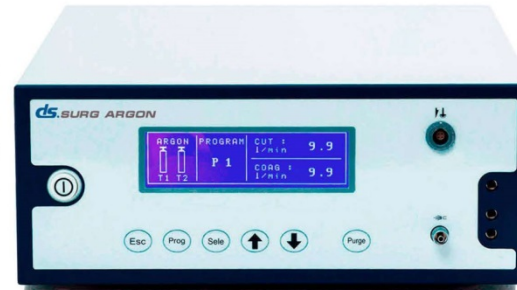 ds.SURG ARGON
ARGON
T1 T2
PROGRAM
P 1
CUT :
l/min 9.9
COAG :
l/min 9.9
Esc Prog Sele Purge